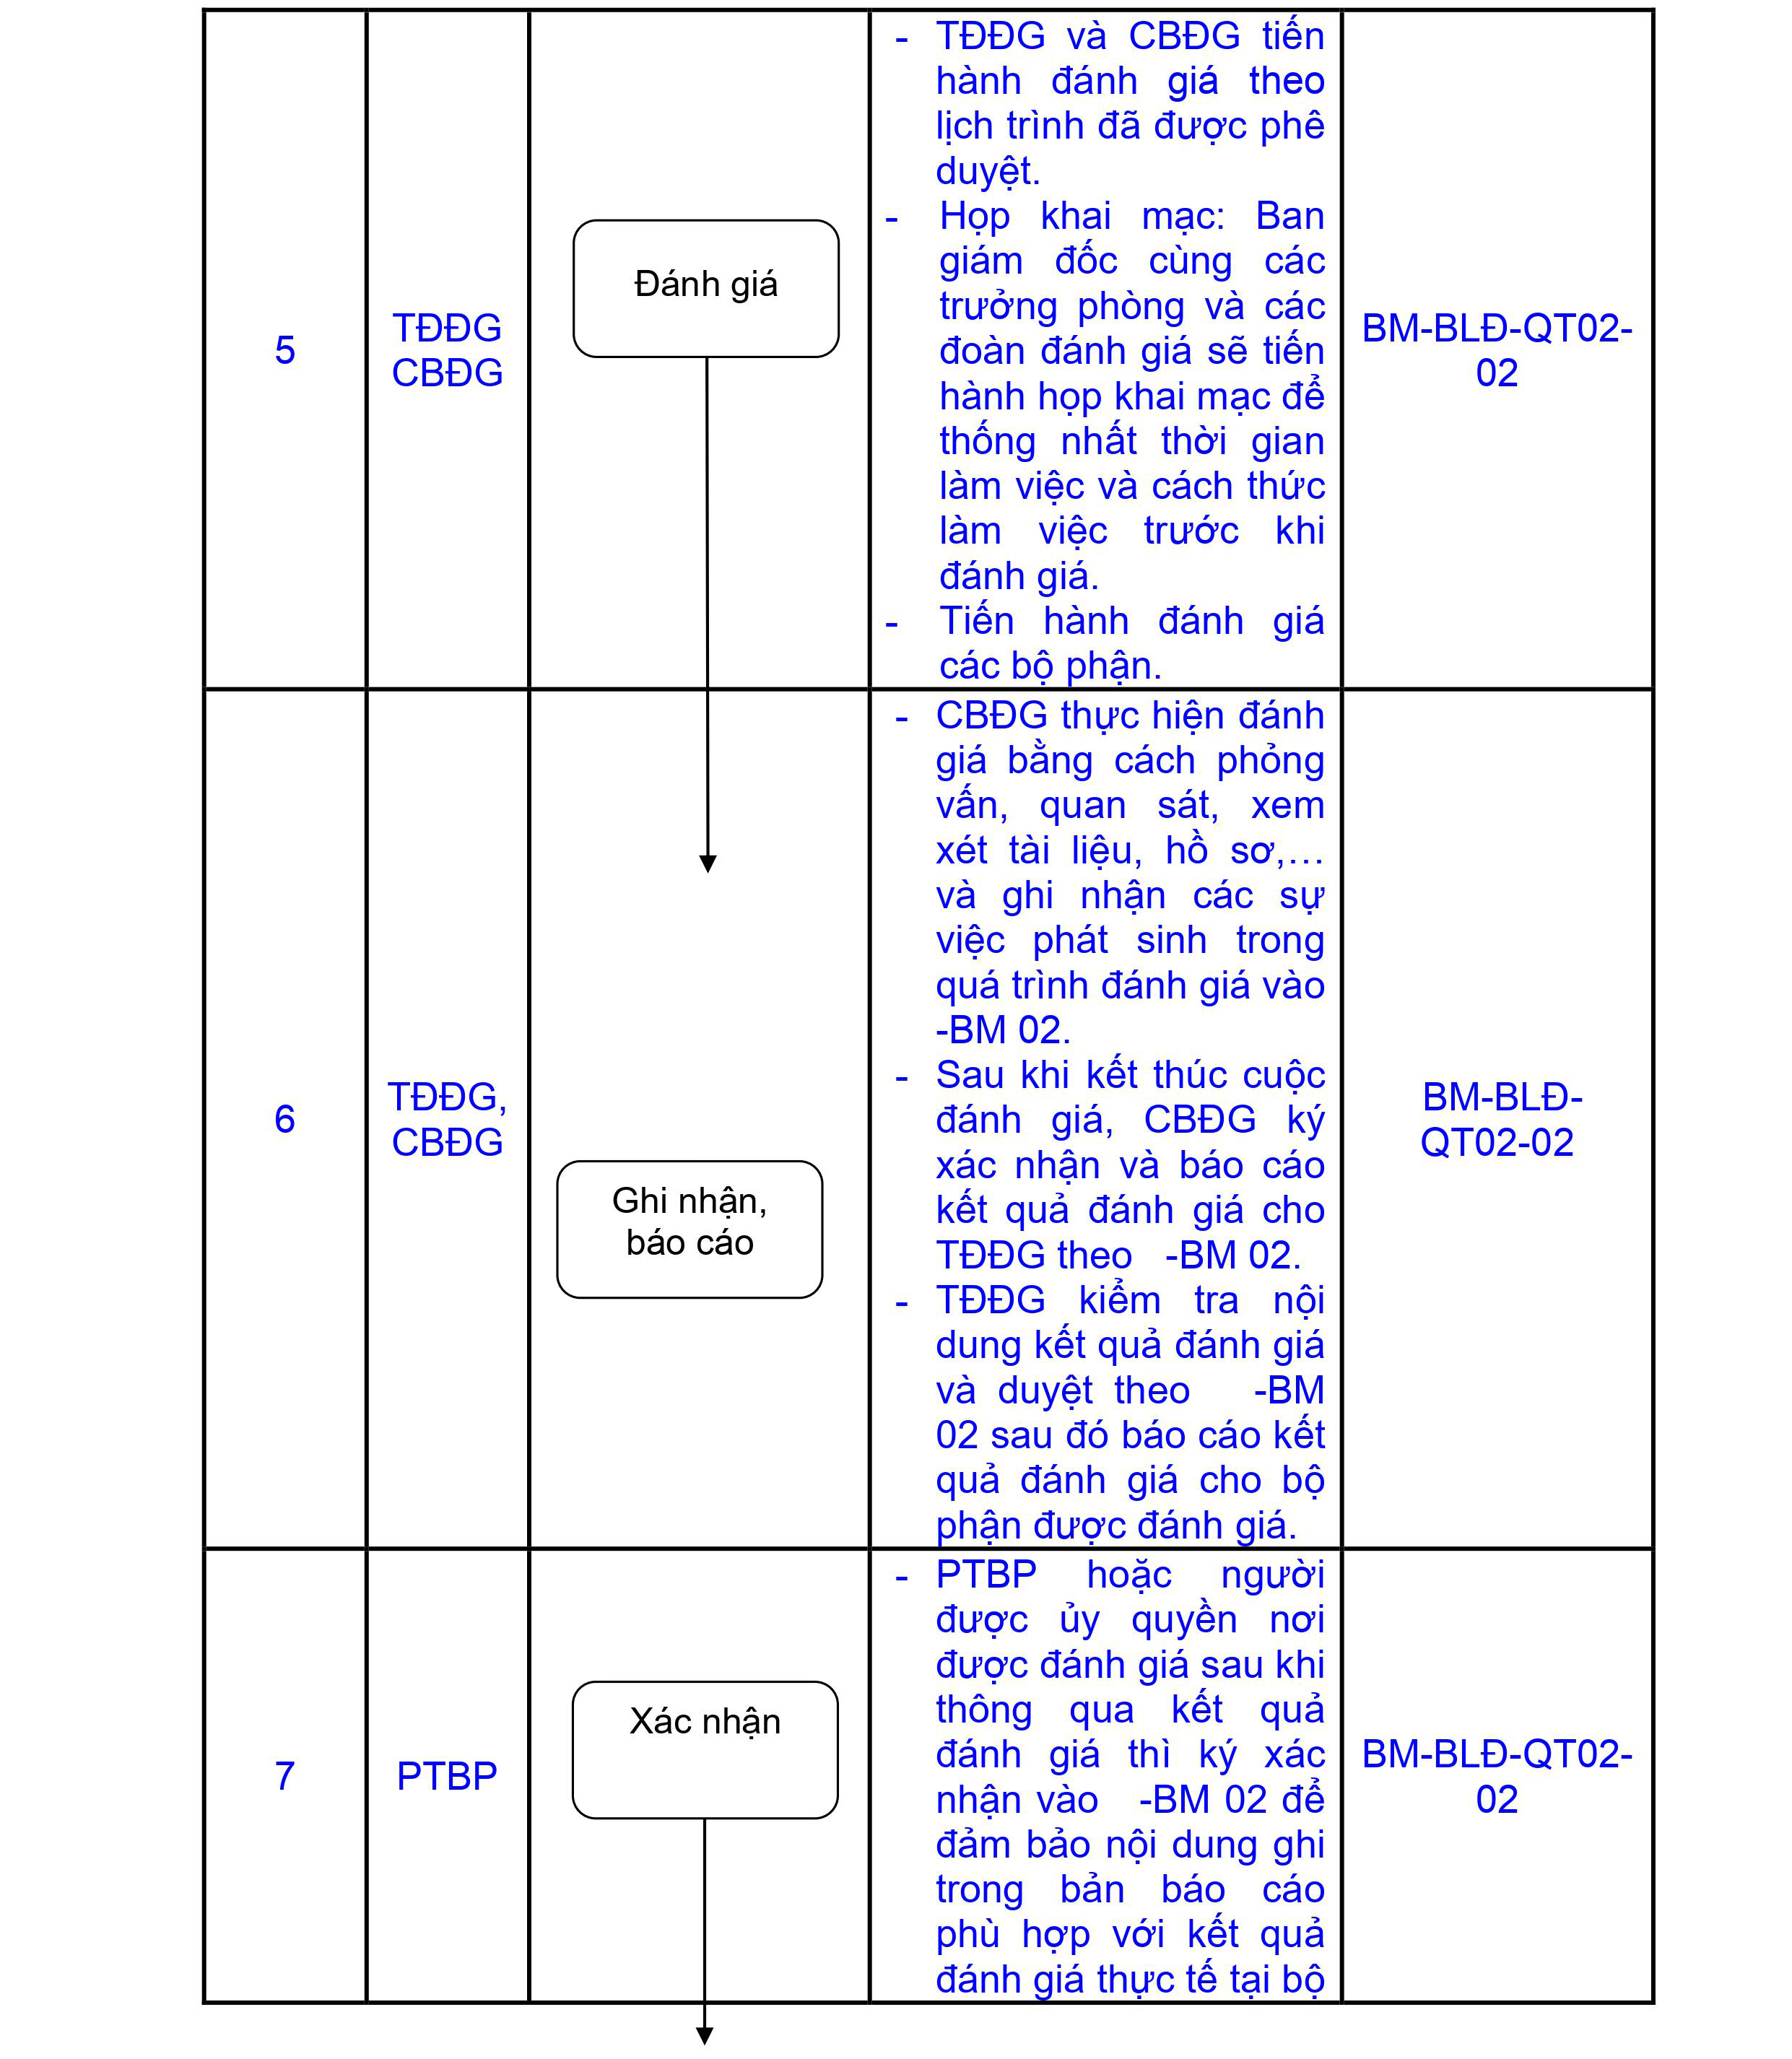 5
TĐĐG
CBĐG
Đánh giá
- TĐĐG và CBĐG tiến
hành đánh giá theo
lịch trình đã được phê
duyệt.
- Họp khai mạc: Ban
giám đốc cùng các
trưởng phòng và các
đoàn đánh giá sẽ tiến
hành họp khai mạc để
thống nhất thời gian
làm việc và cách thức
làm việc trước khi
đánh giá.
- Tiến hành đánh giá
các bộ phận.
BM-BLĐ-QT02-
02
6
TĐĐG,
CBĐG
Ghi nhận,
báo cáo
- CBĐG thực hiện đánh
giá bằng cách phỏng
vấn, quan sát, xem
xét tài liệu, hồ sơ,...
và ghi nhận các sự
việc phát sinh trong
quá trình đánh giá vào
-BM 02.
- Sau khi kết thúc cuộc
đánh giá, CBĐG ký
xác nhận và báo cáo
kết quả đánh giá cho
TĐĐG theo -BM 02.
- TĐĐG kiểm tra nội
dung kết quả đánh giá
và duyệt theo -BM
02 sau đó báo cáo kết
quả đánh giá cho bộ
phận được đánh giá.
BM-BLĐ-
QT02-02
7
PTBP
Xác nhận
- PTBP hoặc người
được ủy quyền nơi
được đánh giá sau khi
thông qua kết quả
đánh giá thì ký xác
nhận vào -BM 02 để
đảm bảo nội dung ghi
trong bản báo cáo
phù hợp với kết quả
đánh giá thực tế tại bộ
BM-BLĐ-QT02-
02